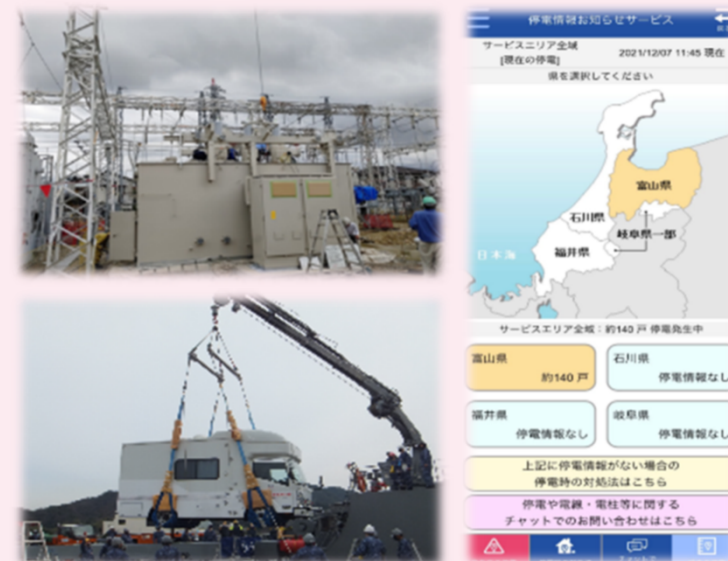 停電情報お知らせサービス
サービスエリア全域
[現在の停電]
2021/12/07 11:45 現在
県を選択してください
富山県
石川県
岐阜県一部
福井県
日本海
サービスエリア全域：約140 戸 停電発生中
富山県
約140 戸
石川県
停電情報なし
福井県
停電情報なし
岐阜県
停電情報なし
上記に停電情報がない場合の
停電時の対処法はこちら
停電や電線・電柱等に関する
チャットでのお問い合わせはこちら